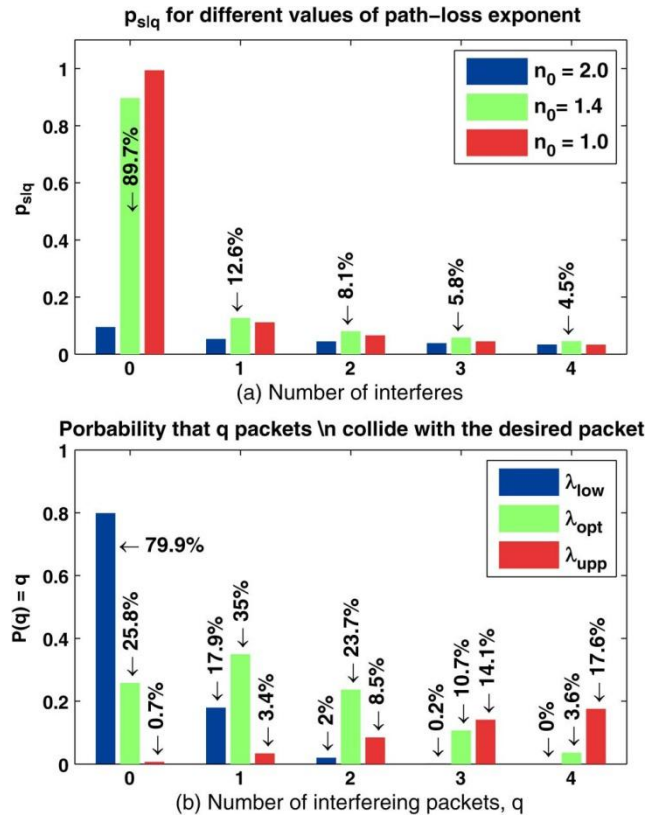 p_s|q for different values of path-loss exponent
1
0.8
0.6
0.4
0.2
0
p_s|q
n_0 = 2.0
n_0= 1.4
n_0 = 1.0
← 89.7%
← 12.6%
← 8.1%
← 5.8%
← 4.5%
0 1 2 3 4
(a) Number of interferes
Porbability that q packets \n collide with the desired packet
1
0.8
0.6
0.4
0.2
0
P(q) = q
λ_low
λ_opt
λ_upp
← 79.9%
← 25.8%
← 0.7%
← 17.9%
← 35%
← 3.4%
← 2%
← 23.7%
← 8.5%
← 0.2%
← 10.7%
← 14.1%
← 0%
← 3.6%
← 17.6%
0 1 2 3 4
(b) Number of interfereing packets, q